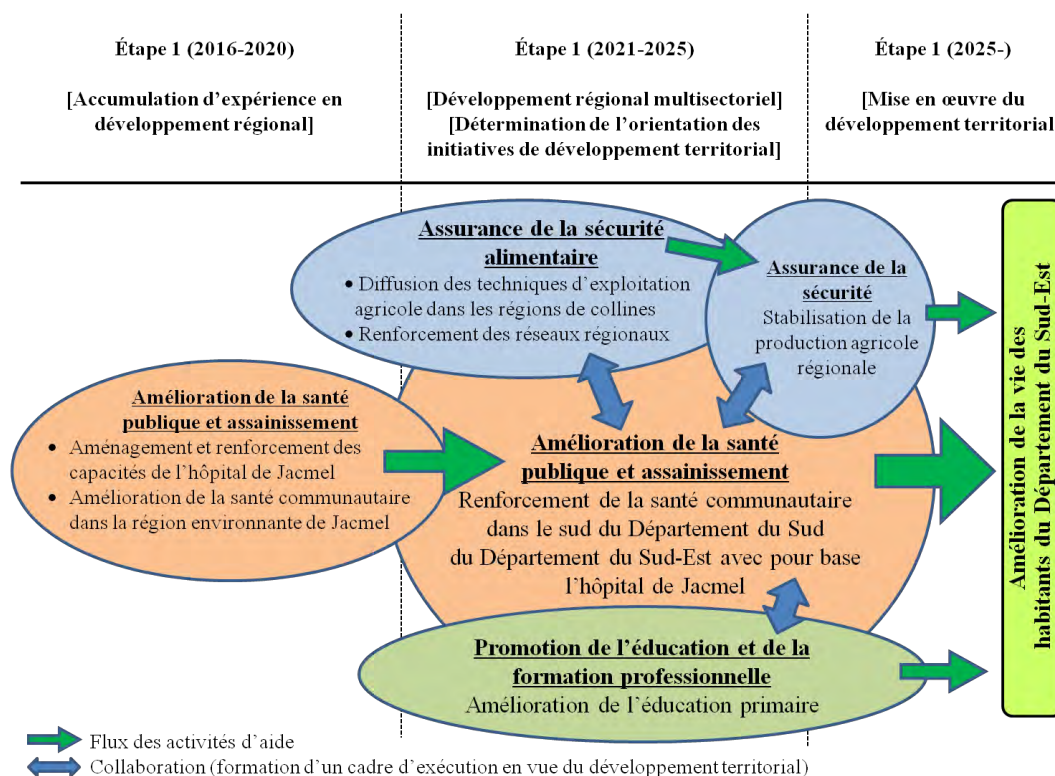 Étape 1 (2016-2020)
[Accumulation d'expérience en
développement régional]
Étape 1 (2021-2025)
[Développement régional multisectoriel]
[Détermination de l'orientation des
initiatives de développement territorial]
Étape 1 (2025-)
[Mise en œuvre du
développement territorial
Assurance de la sécurité
alimentaire
• Diffusion des techniques d'exploitation
agricole dans les régions de collines
• Renforcement des réseaux régionaux
Assurance de la
sécurité
Stabilisation de la
production agricole
régionale
Amélioration de la santé
publique et assainissement
• Aménagement et renforcement des
capacités de l'hôpital de Jacmel
• Amélioration de la santé communautaire
dans la région environnante de Jacmel
Amélioration de la santé
publique et assainissement
Renforcement de la santé communautaire
dans le sud du Département du Sud
du Département du Sud-Est avec pour base
l'hôpital de Jacmel
Promotion de l'éducation et de la
formation professionnelle
Amélioration de l'éducation primaire
Amélioration de la vie des
habitants du Département du Sud-Est
Flux des activités d'aide
Collaboration (formation d'un cadre d'exécution en vue du développement territorial)